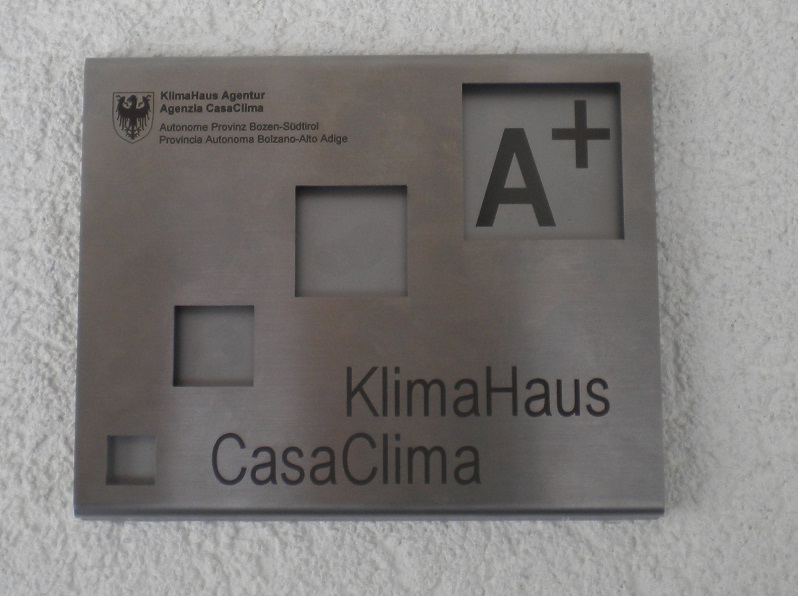 KlimaHaus Agentur
Agenzia CasaClima
Autonome Provinz Bozen-Südtirol
Provincia Autonoma Bolzano-Alto Adige
A+
KlimaHaus
CasaClima